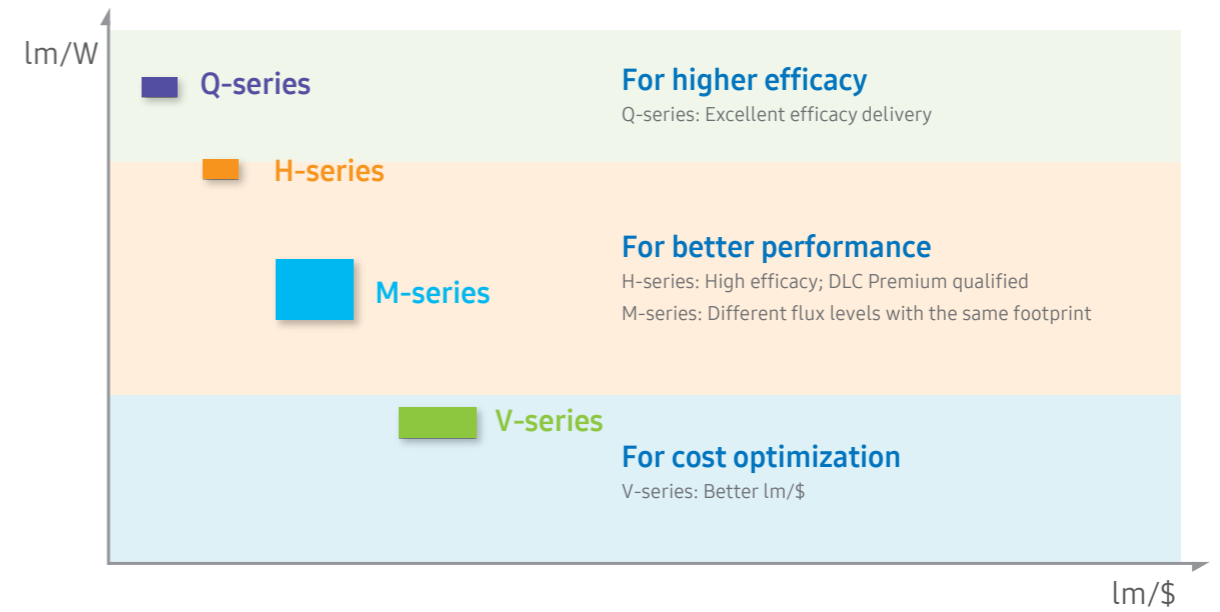 lm/W
Q-series
For higher efficacy
Q-series: Excellent efficacy delivery
H-series
For better performance
H-series: High efficacy; DLC Premium qualified
M-series
M-series: Different flux levels with the same footprint
V-series
For cost optimization
V-series: Better lm/$
lm/$